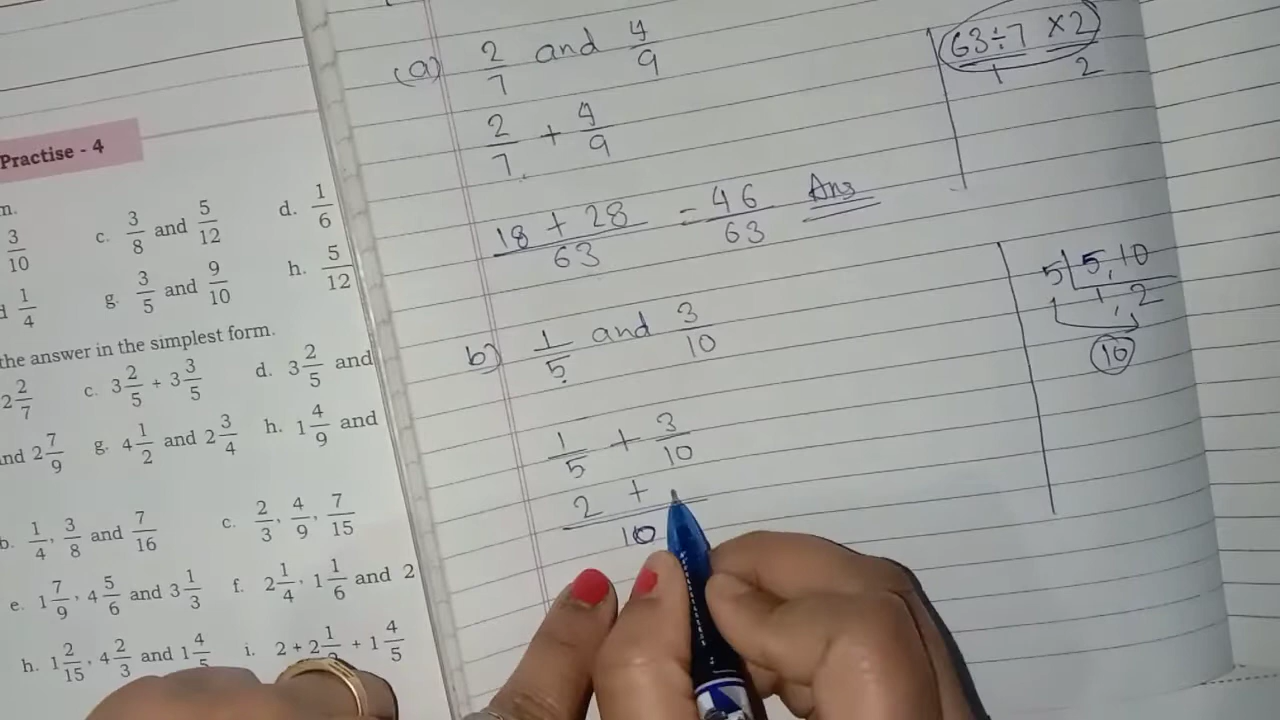 Practise - 4
m.
3/10 c. 3/8 and 5/12 d. 1/6
1/4 g. 3/5 and 9/10 h. 5/12
the answer in the simplest form.
2 2/7 c. 3 2/5 + 3 3/5 d. 3 2/5 and
nd 2 7/9 g. 4 1/2 and 2 3/4 h. 1 4/9 and
b. 1/4, 3/8 and 7/16 c. 2/3, 4/9, 7/15
e. 1 7/9, 4 5/6 and 3 1/3 f. 2 1/4, 1 1/6 and 2
h. 1 2/15, 4 2/3 and 1 4/5 i. 2 + 2 1/ + 1 4/5
(a) 2/7 and 4/9
2/7 + 4/9
18 + 28/63 = 46/63 Ans
b) 1/5 and 3/10
1/5 + 3/10
2 + /10
63÷7 ×2
1 2
5 5,10
1, 2
10